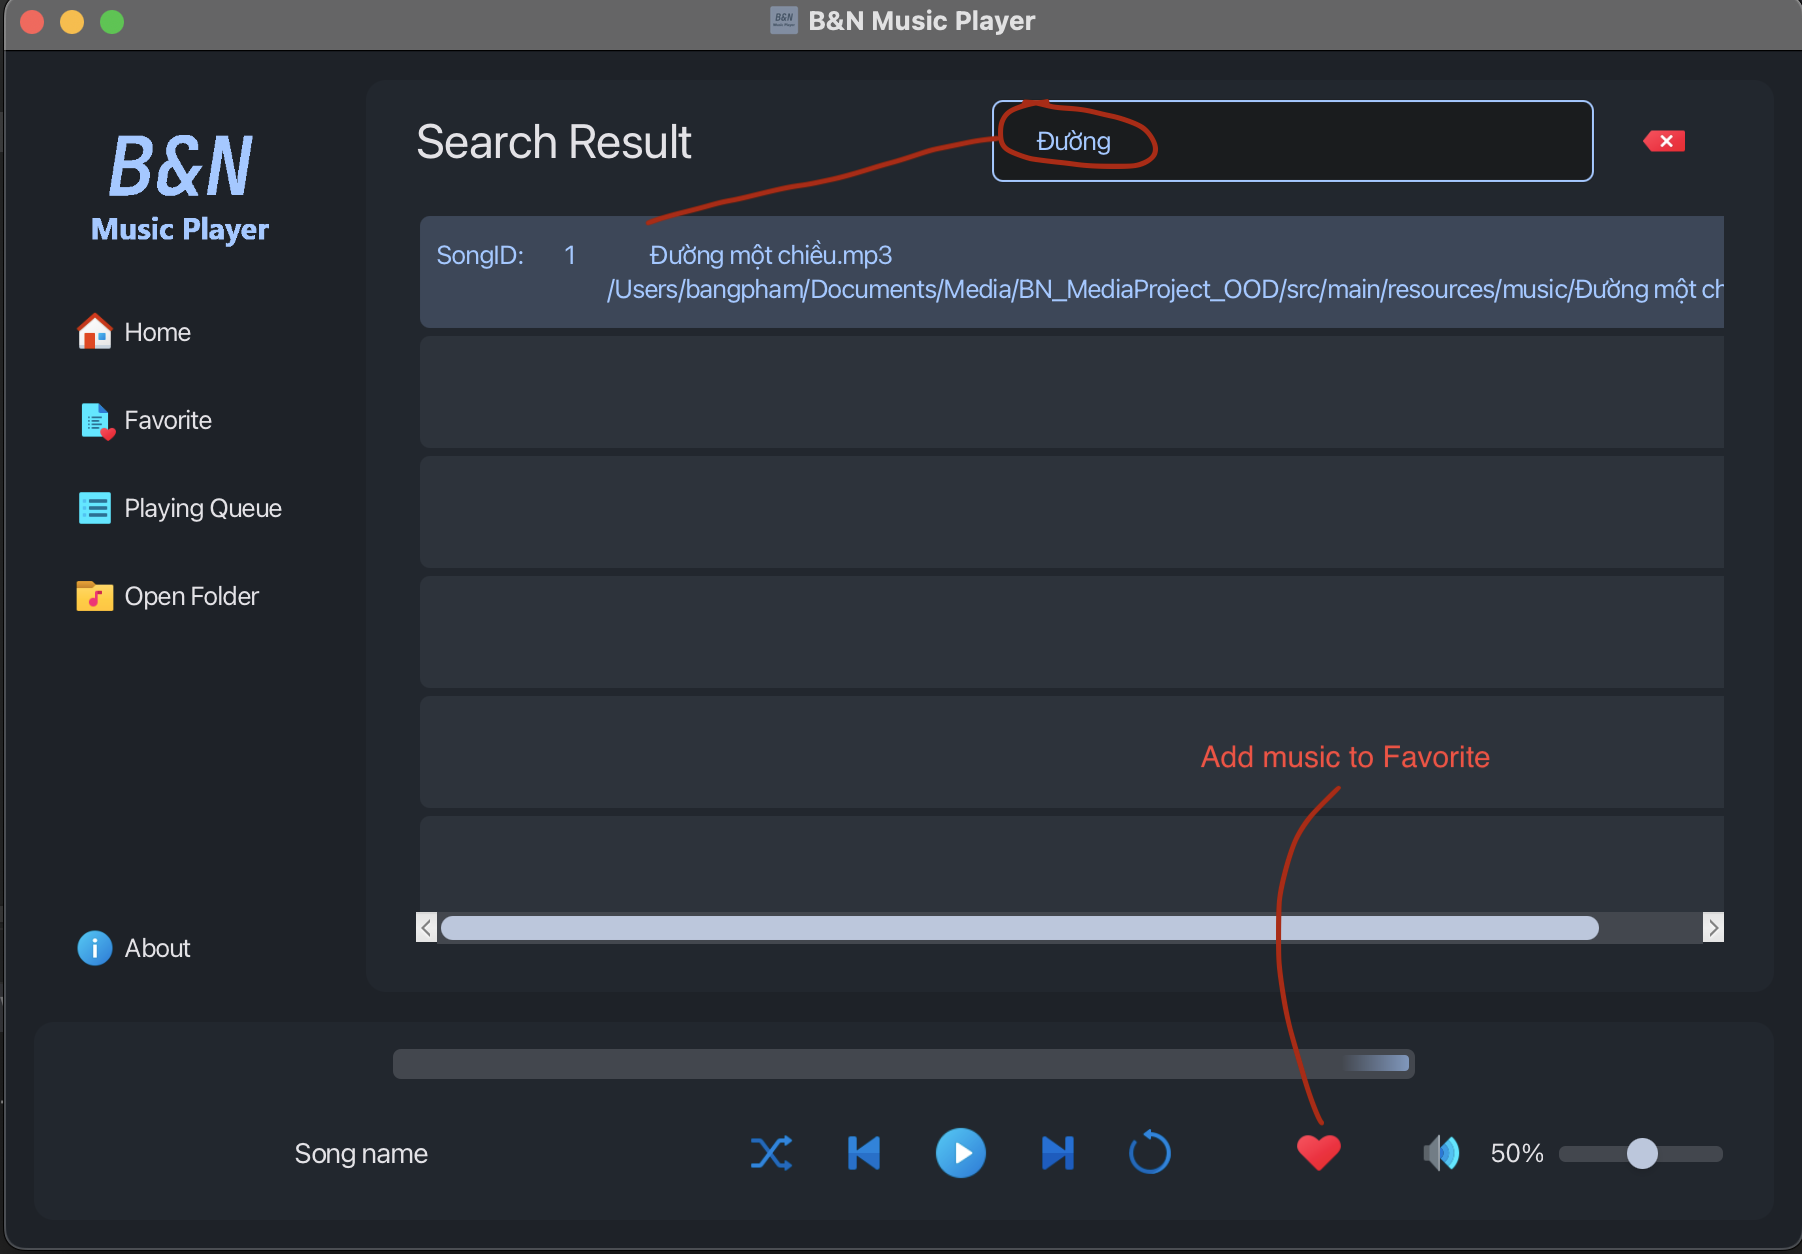 B&N Music Player
B&N
Music Player
Home
Favorite
Playing Queue
Open Folder
About
Search Result
Đường
SongID: 1 Đường một chiều.mp3
/Users/bangpham/Documents/Media/BN_MediaProject_OOD/src/main/resources/music/Đường một ch
Add music to Favorite
Song name
50%